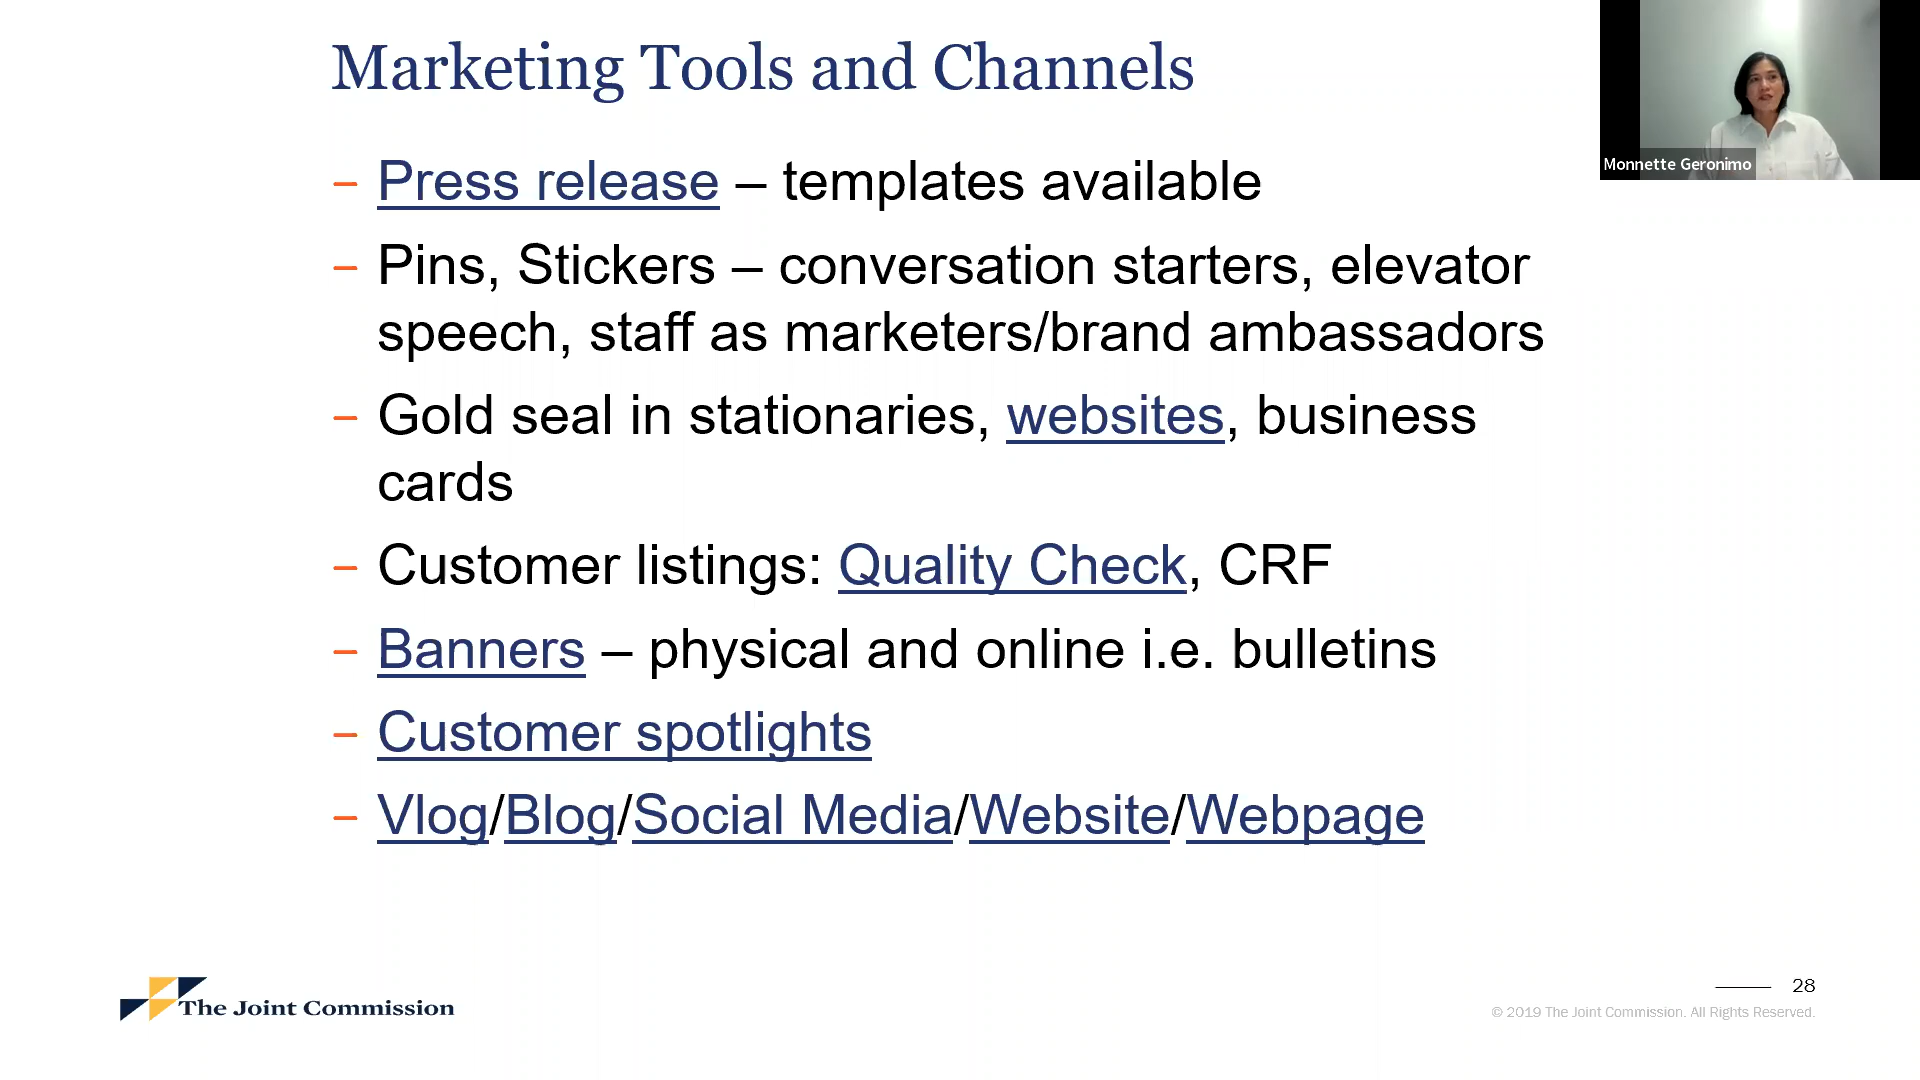 Marketing Tools and Channels
Monnette Geronimo
– Press release – templates available
– Pins, Stickers – conversation starters, elevator
speech, staff as marketers/brand ambassadors
– Gold seal in stationaries, websites, business
cards
– Customer listings: Quality Check, CRF
– Banners – physical and online i.e. bulletins
– Customer spotlights
– Vlog/Blog/Social Media/Website/Webpage
The Joint Commission
28
© 2019 The Joint Commission. All Rights Reserved.